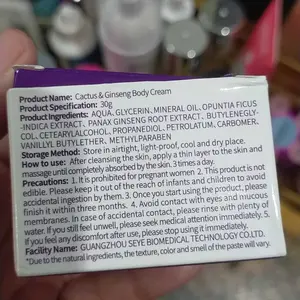 Product Name: Cactus & Ginseng Body Cream
Product Specification: 30g
Product Ingredients: AQUA, GLYCERIN, MINERAL OIL, OPUNTIA FICUS
-INDICA EXTRACT, PANAX GINSENG ROOT EXTRACT, BUTYLENEGLY-
COL, CETEARYLALCOHOL, PROPANEDIOL, PETROLATUM, CARBOMER,
VANILLYL BUTYLETHER, METHYLPARABEN
Storage Method: Store in airtight, light-proof, cool and dry place.
How to use: After cleansing the skin, apply a thin layer to the skin and
massage until completely absorbed by the skin. 3 times a day.
Precautions: 1. It is prohibited for pregnant women 2. This product is not
edible. Please keep it out of the reach of infants and children to avoid
accidental ingestion by them. 3. Once you start using the product, please
finish it within three months. 4. Avoid contact with eyes and mucous
membranes. In case of accidental contact, please rinse with plenty of
water. If you still feel unwell, please seek medical attention immediately. 5.
If you feel any discomfort after use, please stop using it immediately.
Facility Name: GUANGZHOU SEYE BIOMEDICAL TECHNOLOGY CO.LTD.
*Due to the natural ingredients, the texture, color and smell of the paste will vary.